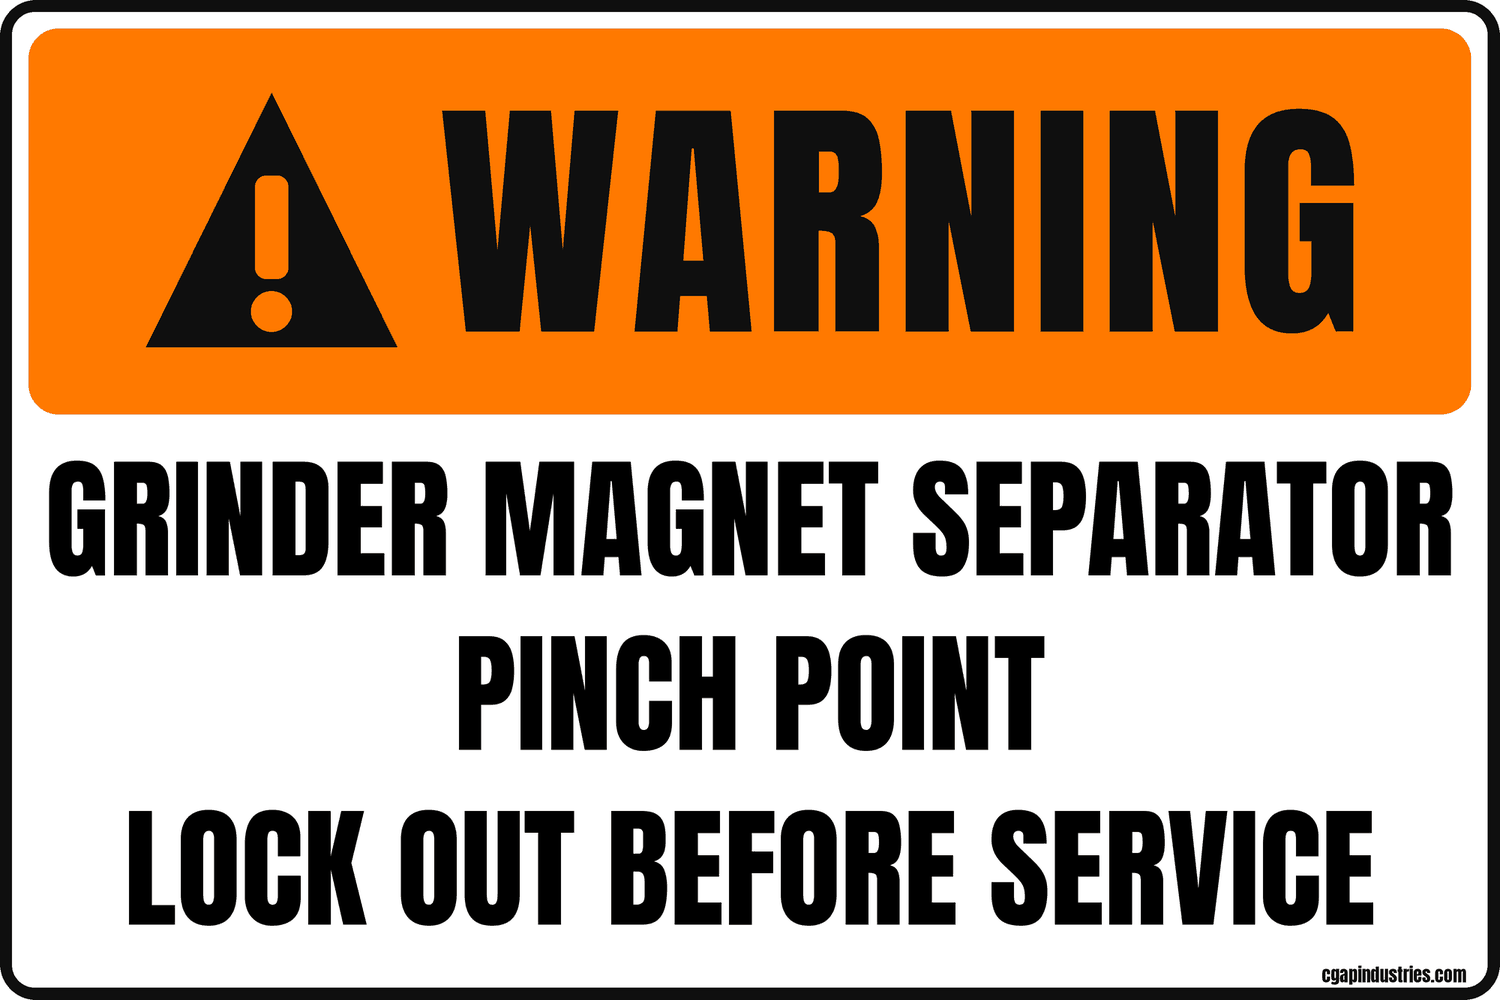 WARNING
GRINDER MAGNET SEPARATOR
PINCH POINT
LOCK OUT BEFORE SERVICE
cgapindustries.com